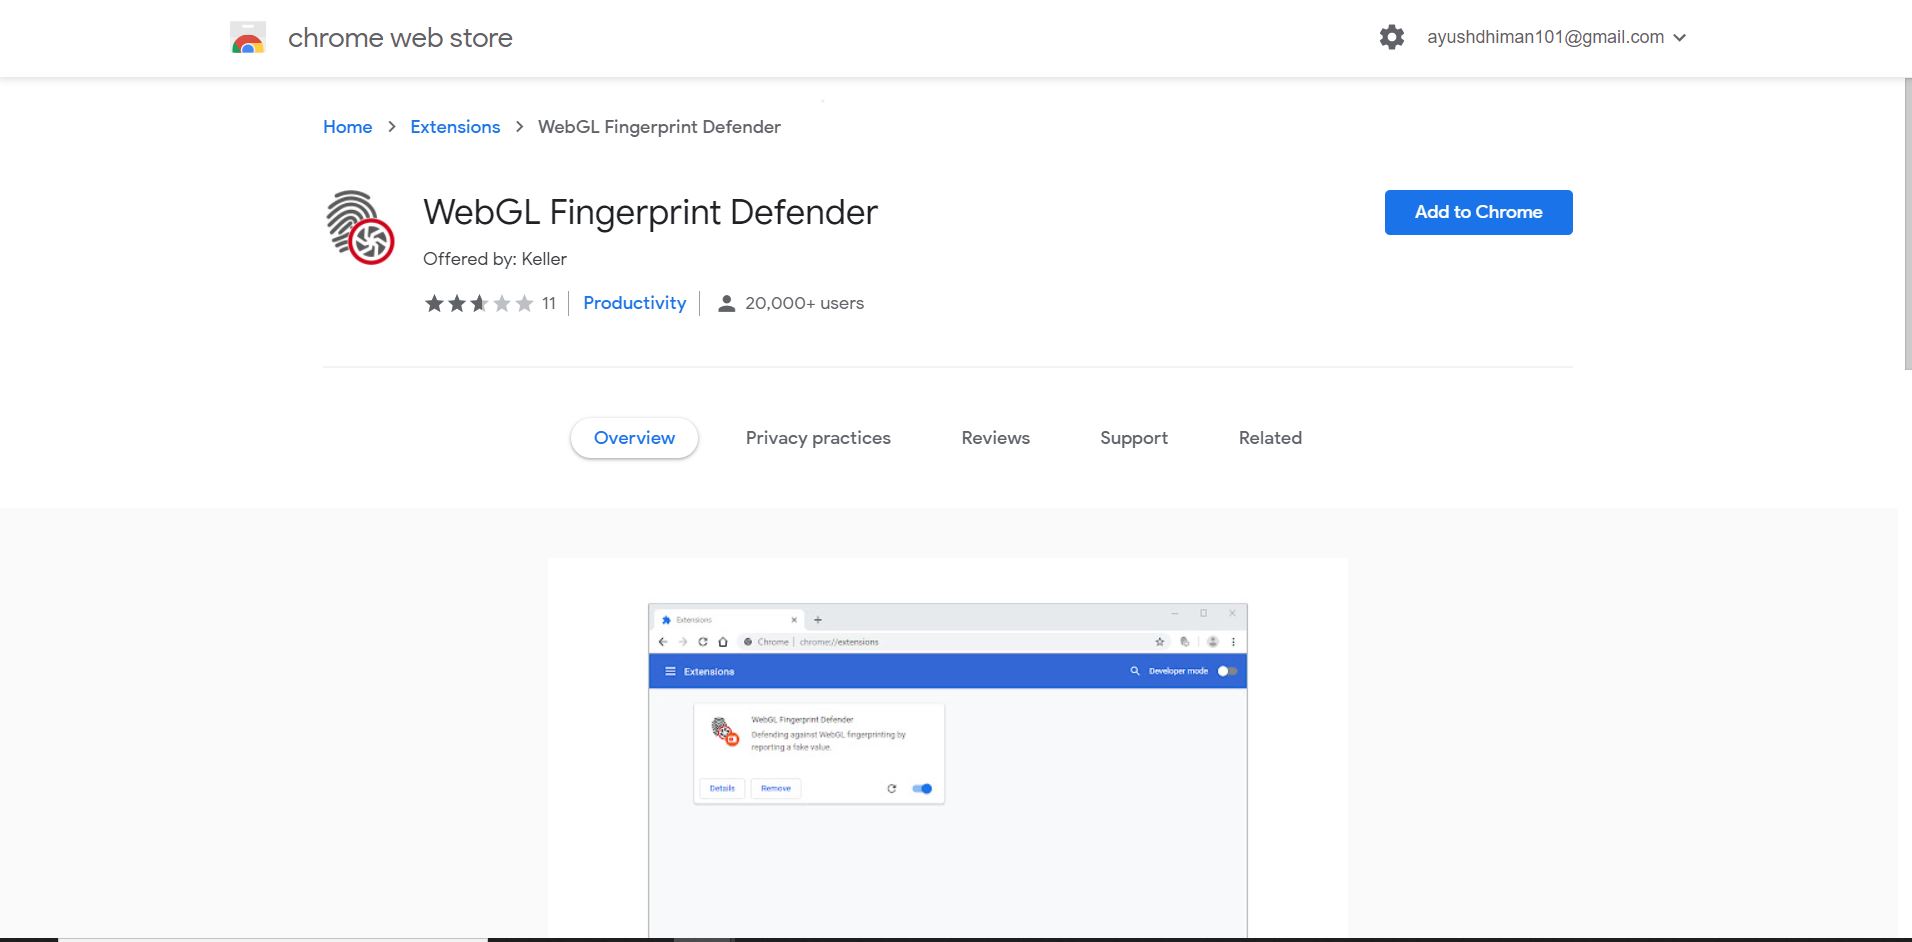 chrome web store
ayushdhiman101@gmail.com
Home > Extensions > WebGL Fingerprint Defender
WebGL Fingerprint Defender
Add to Chrome
Offered by: Keller
11 Productivity 20,000+ users
Overview Privacy practices Reviews Support Related
Extensions
Chrome | chrome://extensions
Extensions Developer mode
WebGL Fingerprint Defender
Defending against WebGL fingerprinting by
reporting a fake value.
Details Remove